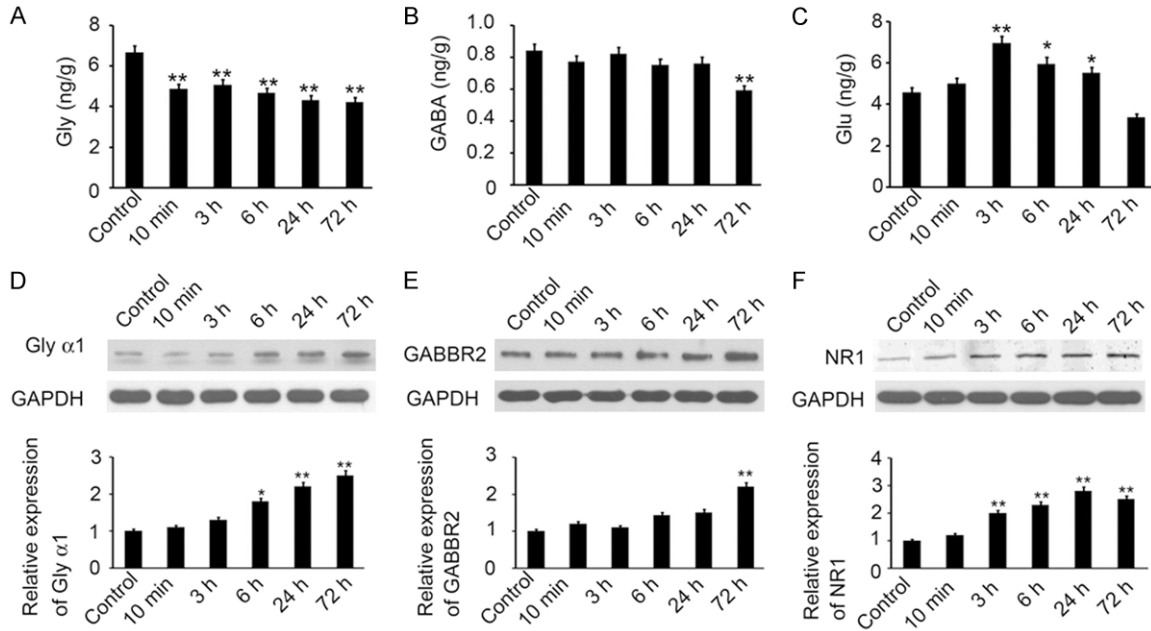 A
Gly (ng/g)
8
6
4
2
0
** ** ** ** **
Control 10 min 3 h 6 h 24 h 72 h
B
GABA (ng/g)
1.0
0.8
0.6
0.4
0.2
0.0
**
Control 10 min 3 h 6 h 24 h 72 h
C
Glu (ng/g)
8
6
4
2
0
** * *
Control 10 min 3 h 6 h 24 h 72 h
D
Control 10 min 3 h 6 h 24 h 72 h
Gly α1
GAPDH
Relative expression
of Gly α1
3
2
1
0
* ** **
Control 10 min 3 h 6 h 24 h 72 h
E
Control 10 min 3 h 6 h 24 h 72 h
GABBR2
GAPDH
Relative expression
of GABBR2
3
2
1
0
**
Control 10 min 3 h 6 h 24 h 72 h
F
Control 10 min 3 h 6 h 24 h 72 h
NR1
GAPDH
Relative expression
of NR1
4
3
2
1
0
** ** ** **
Control 10 min 3 h 6 h 24 h 72 h